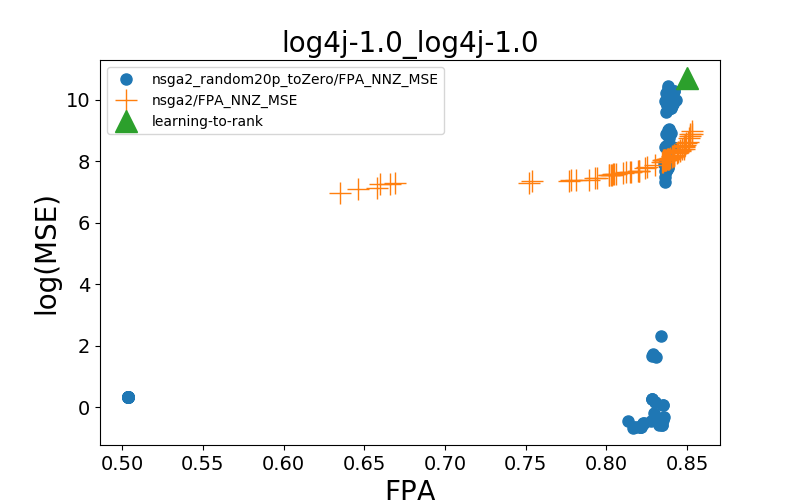 log4j-1.0_log4j-1.0
nsga2_random20p_toZero/FPA_NNZ_MSE
nsga2/FPA_NNZ_MSE
learning-to-rank
log(MSE)
10
8
6
4
2
0
0.50 0.55 0.60 0.65 0.70 0.75 0.80 0.85
FPA